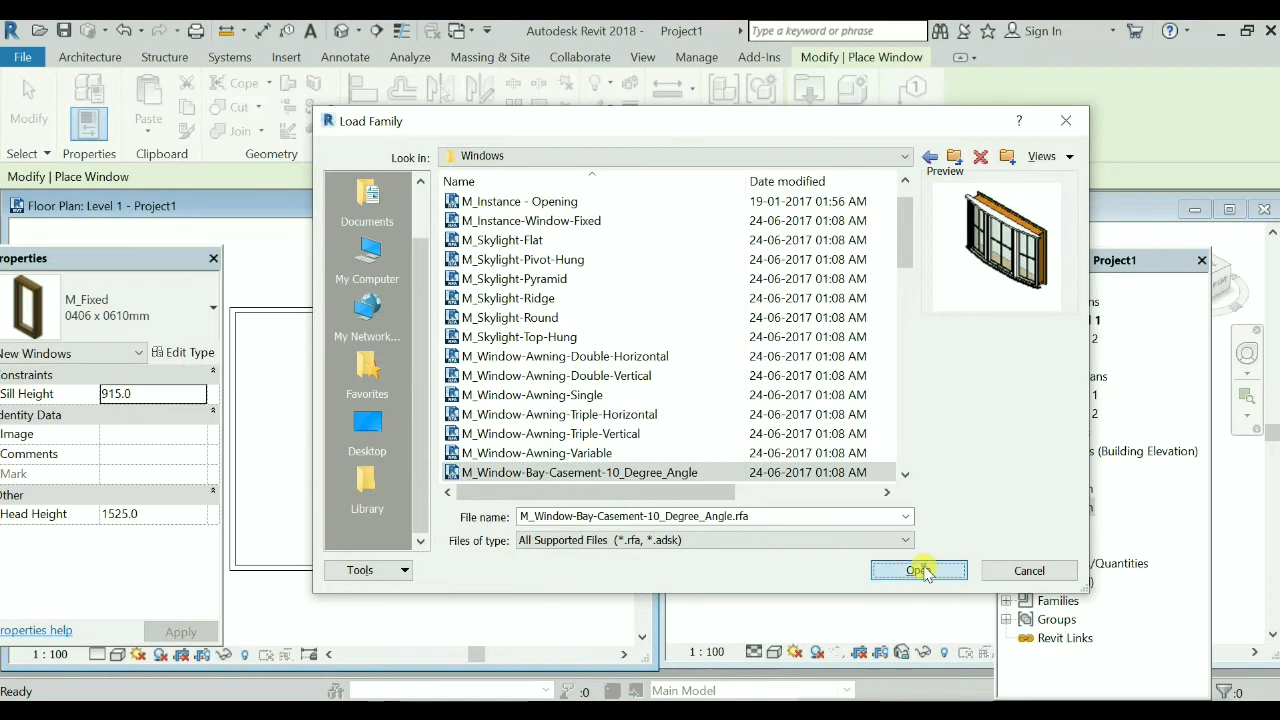 Autodesk Revit 2018 - Project1
Type a keyword or phrase
Sign In
File Architecture Structure Systems Insert Annotate Analyze Massing & Site Collaborate View Manage Add-Ins Modify | Place Window
Modify
Paste
Cope
Cut
Join
Select Properties Clipboard Geometry
Modify | Place Window
Floor Plan: Level 1 - Project1
roperties
M_Fixed
0406 x 0610mm
New Windows
Edit Type
onstraints
Sill Height 915.0
dentity Data
Image
Comments
Mark
ther
Head Height 1525.0
roperties help
Apply
Load Family
Look in: Windows
Views
Preview
Documents
My Computer
My Network...
Favorites
Desktop
Library
Name Date modified
M_Instance - Opening 19-01-2017 01:56 AM
M_Instance-Window-Fixed 24-06-2017 01:08 AM
M_Skylight-Flat 24-06-2017 01:08 AM
M_Skylight-Pivot-Hung 24-06-2017 01:08 AM
M_Skylight-Pyramid 24-06-2017 01:08 AM
M_Skylight-Ridge 24-06-2017 01:08 AM
M_Skylight-Round 24-06-2017 01:08 AM
M_Skylight-Top-Hung 24-06-2017 01:08 AM
M_Window-Awning-Double-Horizontal 24-06-2017 01:08 AM
M_Window-Awning-Double-Vertical 24-06-2017 01:08 AM
M_Window-Awning-Single 24-06-2017 01:08 AM
M_Window-Awning-Triple-Horizontal 24-06-2017 01:08 AM
M_Window-Awning-Triple-Vertical 24-06-2017 01:08 AM
M_Window-Awning-Variable 24-06-2017 01:08 AM
M_Window-Bay-Casement-10_Degree_Angle 24-06-2017 01:08 AM
File name: M_Window-Bay-Casement-10_Degree_Angle.rfa
Files of type: All Supported Files (*.rfa, *.adsk)
Tools
Open
Cancel
Project1
ns
1
2
ans
1
2
s (Building Elevation)
/Quantities
)
Families
Groups
Revit Links
1 : 100
1 : 100
Ready
:0
Main Model
:0